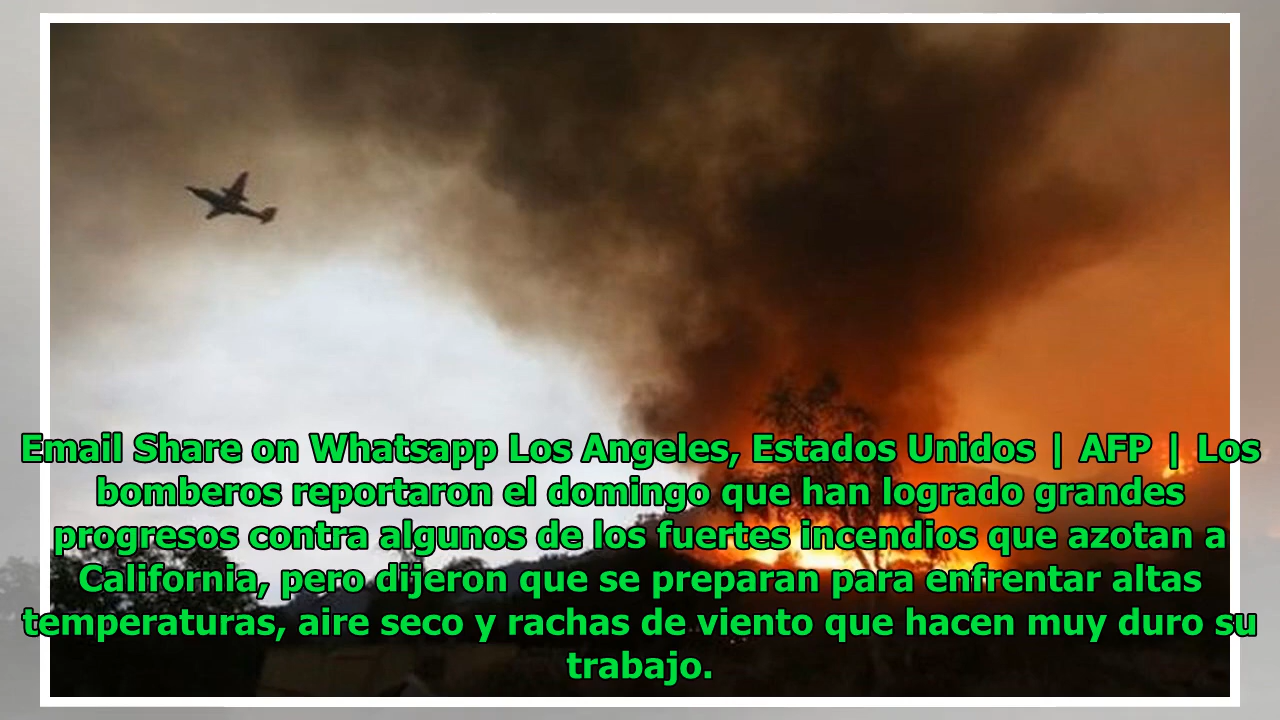 Email Share on Whatsapp Los Angeles, Estados Unidos | AFP | Los
bomberos reportaron el domingo que han logrado grandes
progresos contra algunos de los fuertes incendios que azotan a
California, pero dijeron que se preparan para enfrentar altas
temperaturas, aire seco y rachas de viento que hacen muy duro su
trabajo.